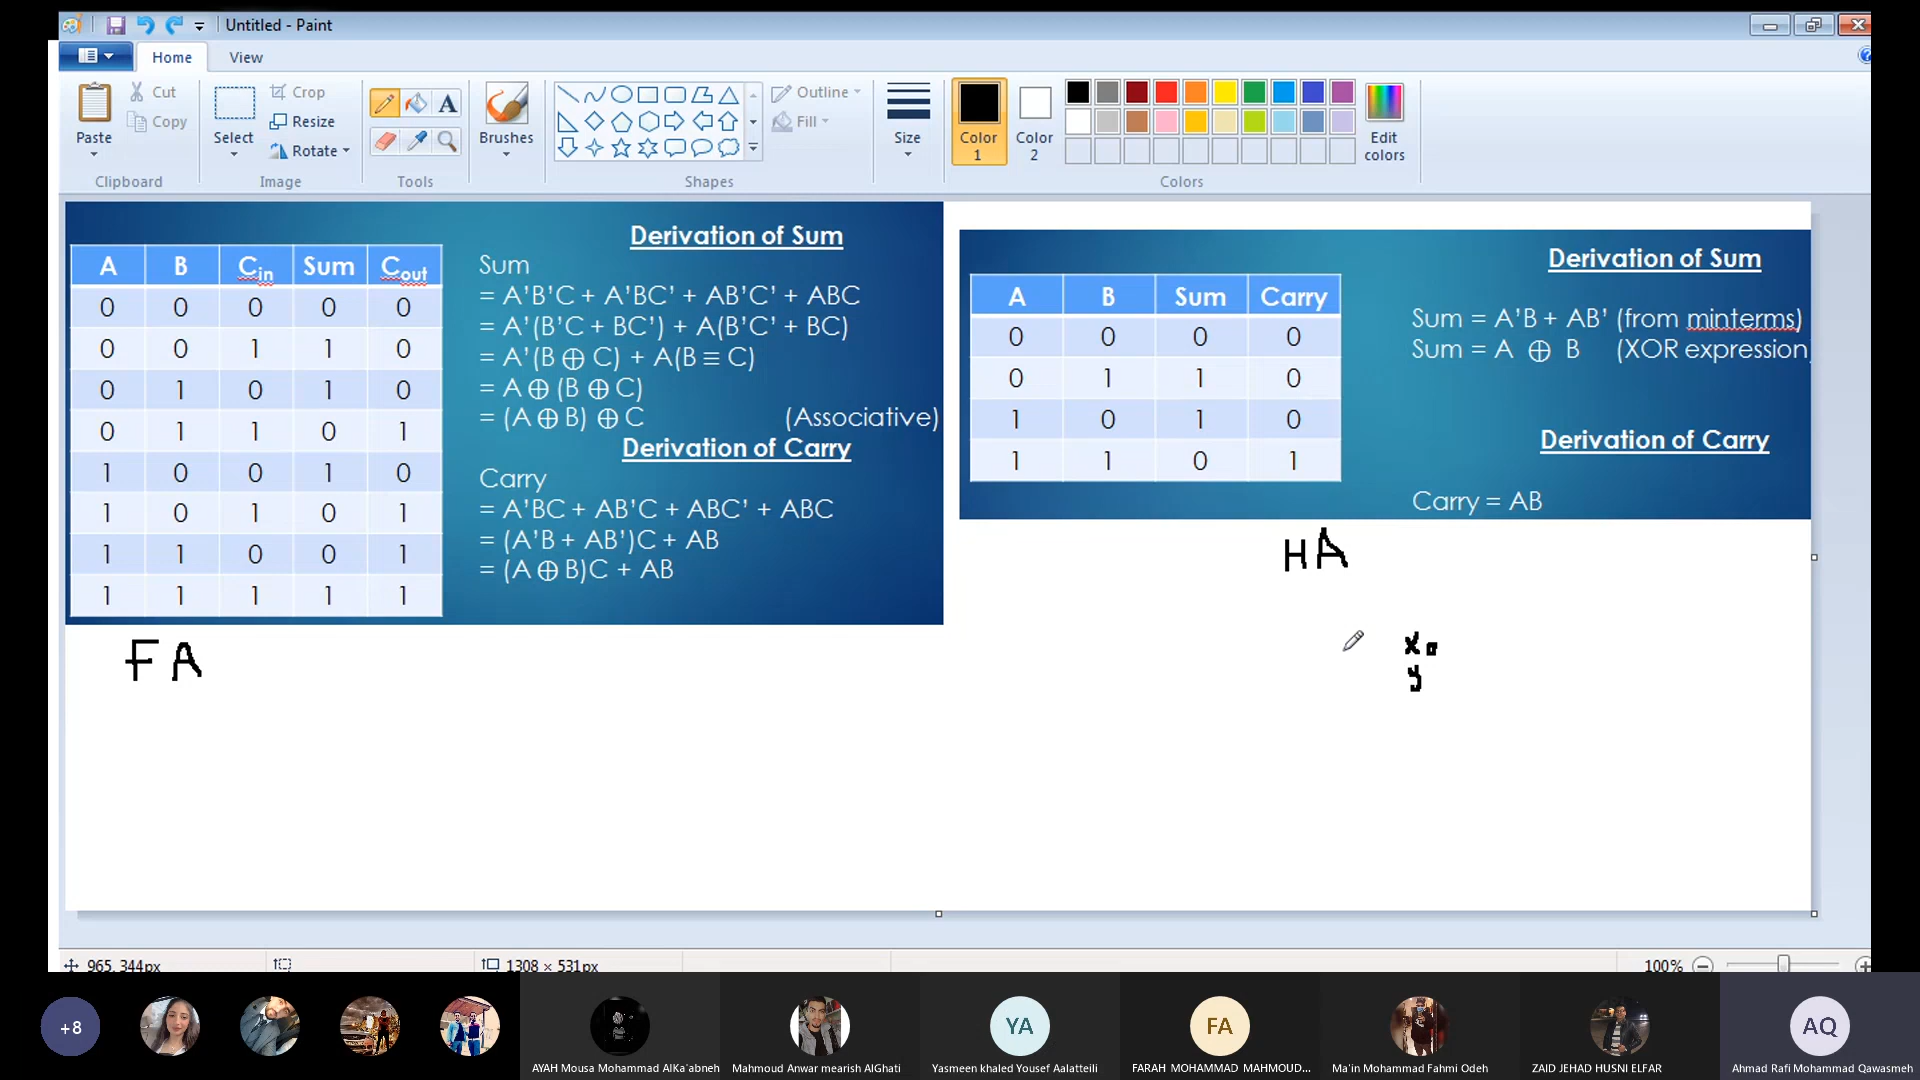 Untitled - Paint
Home View
Paste
Cut
Copy
Clipboard
Select
Crop
Resize
Rotate
Image
Tools
Brushes
Shapes
Outline
Fill
Size
Color 1
Color 2
Edit colors
Colors
A B Cin Sum Cout
0 0 0 0 0
0 0 1 1 0
0 1 0 1 0
0 1 1 0 1
1 0 0 1 0
1 0 1 0 1
1 1 0 0 1
1 1 1 1 1
Derivation of Sum
Sum
= A’B’C + A’BC’ + AB’C’ + ABC
= A’(B’C + BC’) + A(B’C’ + BC)
= A’(B ⊕ C) + A(B ≡ C)
= A ⊕ (B ⊕ C)
= (A ⊕ B) ⊕ C (Associative)
Derivation of Carry
Carry
= A’BC + AB’C + ABC’ + ABC
= (A’B + AB’)C + AB
= (A ⊕ B)C + AB
FA
A B Sum Carry
0 0 0 0
0 1 1 0
1 0 1 0
1 1 0 1
Derivation of Sum
Sum = A’B + AB’ (from minterms)
Sum = A ⊕ B (XOR expression
Derivation of Carry
Carry = AB
HA
x0
y
965, 344px
1308 × 531px
100%
+8
AYAH Mousa Mohammad AlKa'abneh
Mahmoud Anwar mearish AlGhati
YA
Yasmeen khaled Yousef Aalatteili
FA
FARAH MOHAMMAD MAHMOUD...
Ma'in Mohammad Fahmi Odeh
ZAID JEHAD HUSNI ELFAR
AQ
Ahmad Rafi Mohammad Qawasmeh